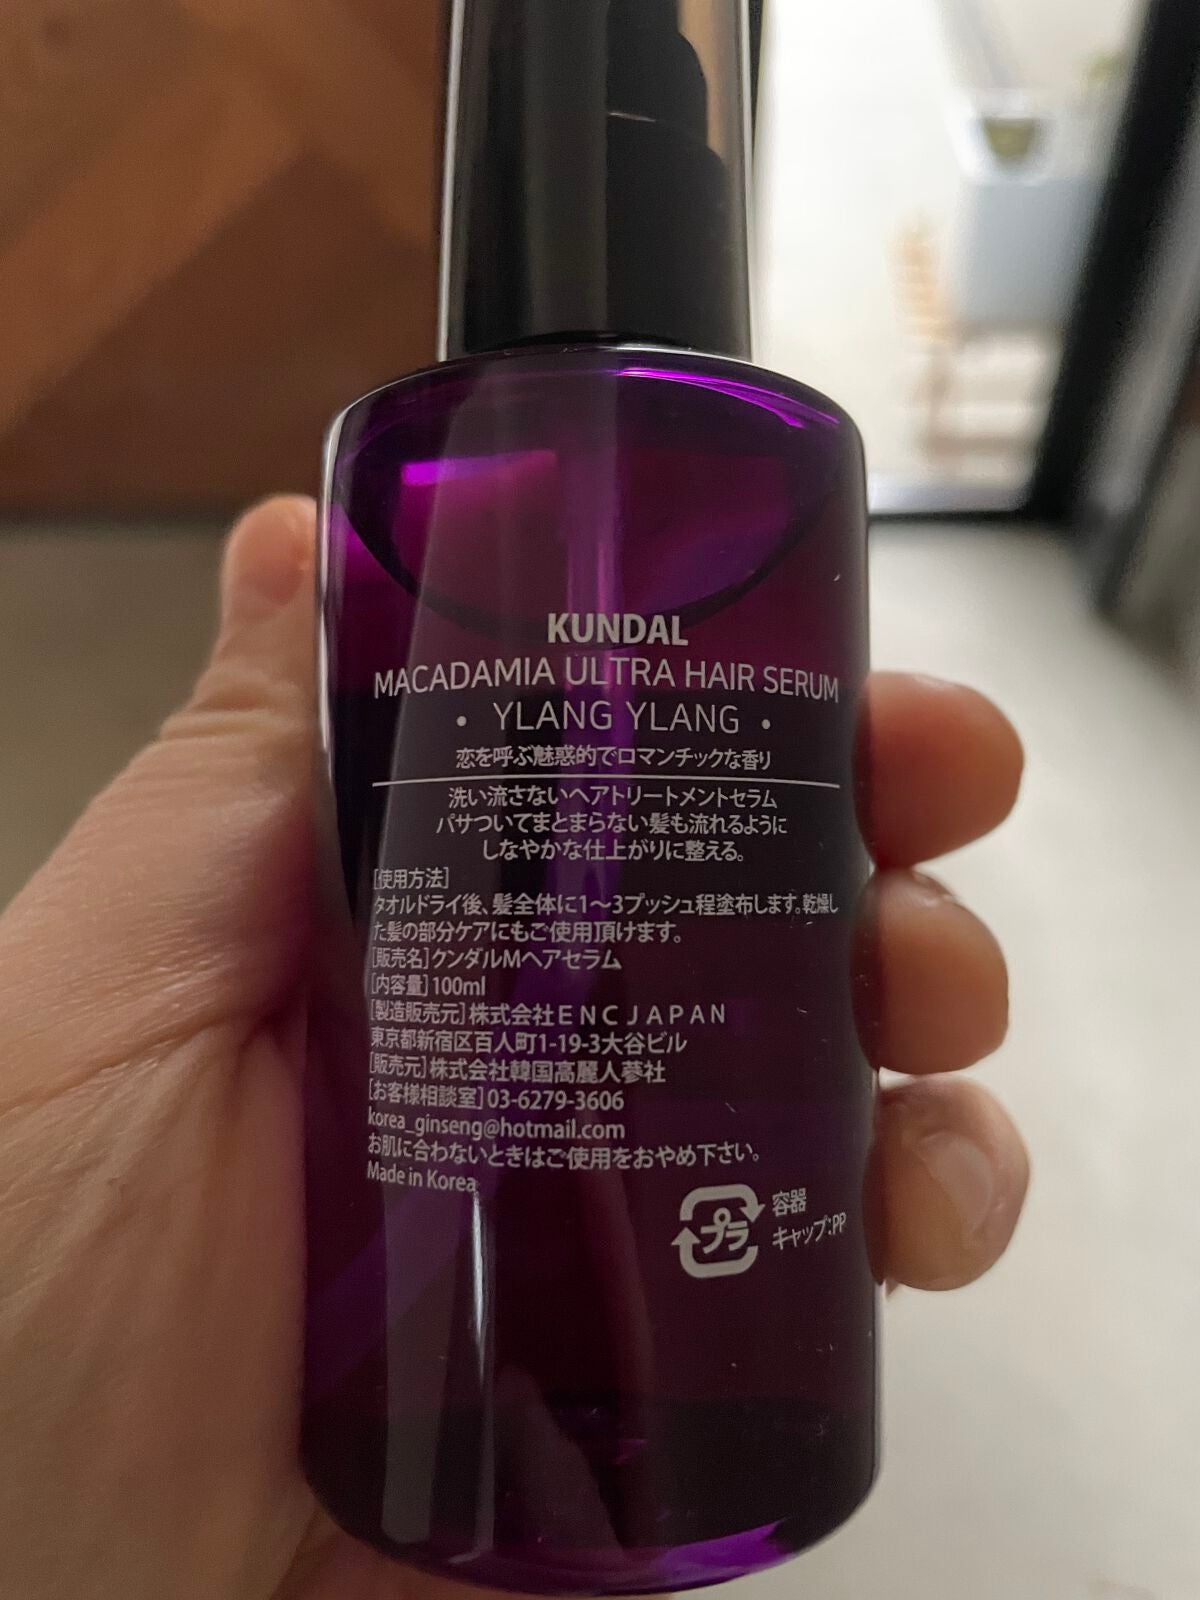 KUNDAL
MACADAMIA ULTRA HAIR SERUM
• YLANG YLANG •
恋を呼ぶ魅惑的でロマンチックな香り
洗い流さないヘアトリートメントセラム
パサついてまとまらない髪も流れるように
しなやかな仕上がりに整える。
[使用方法]
タオルドライ後、髪全体に1〜3プッシュ程塗布します。乾燥し
た髪の部分ケアにもご使用頂けます。
[販売名]クンダルMヘアセラム
[内容量]100ml
[製造販売元]株式会社ENC JAPAN
東京都新宿区百人町1-19-3大谷ビル
[販売元]株式会社韓国高麗人蔘社
[お客様相談室]03-6279-3606
korea_ginseng@hotmail.com
お肌に合わないときはご使用をおやめ下さい。
Made in Korea
プラ
容器
キャップ:PP